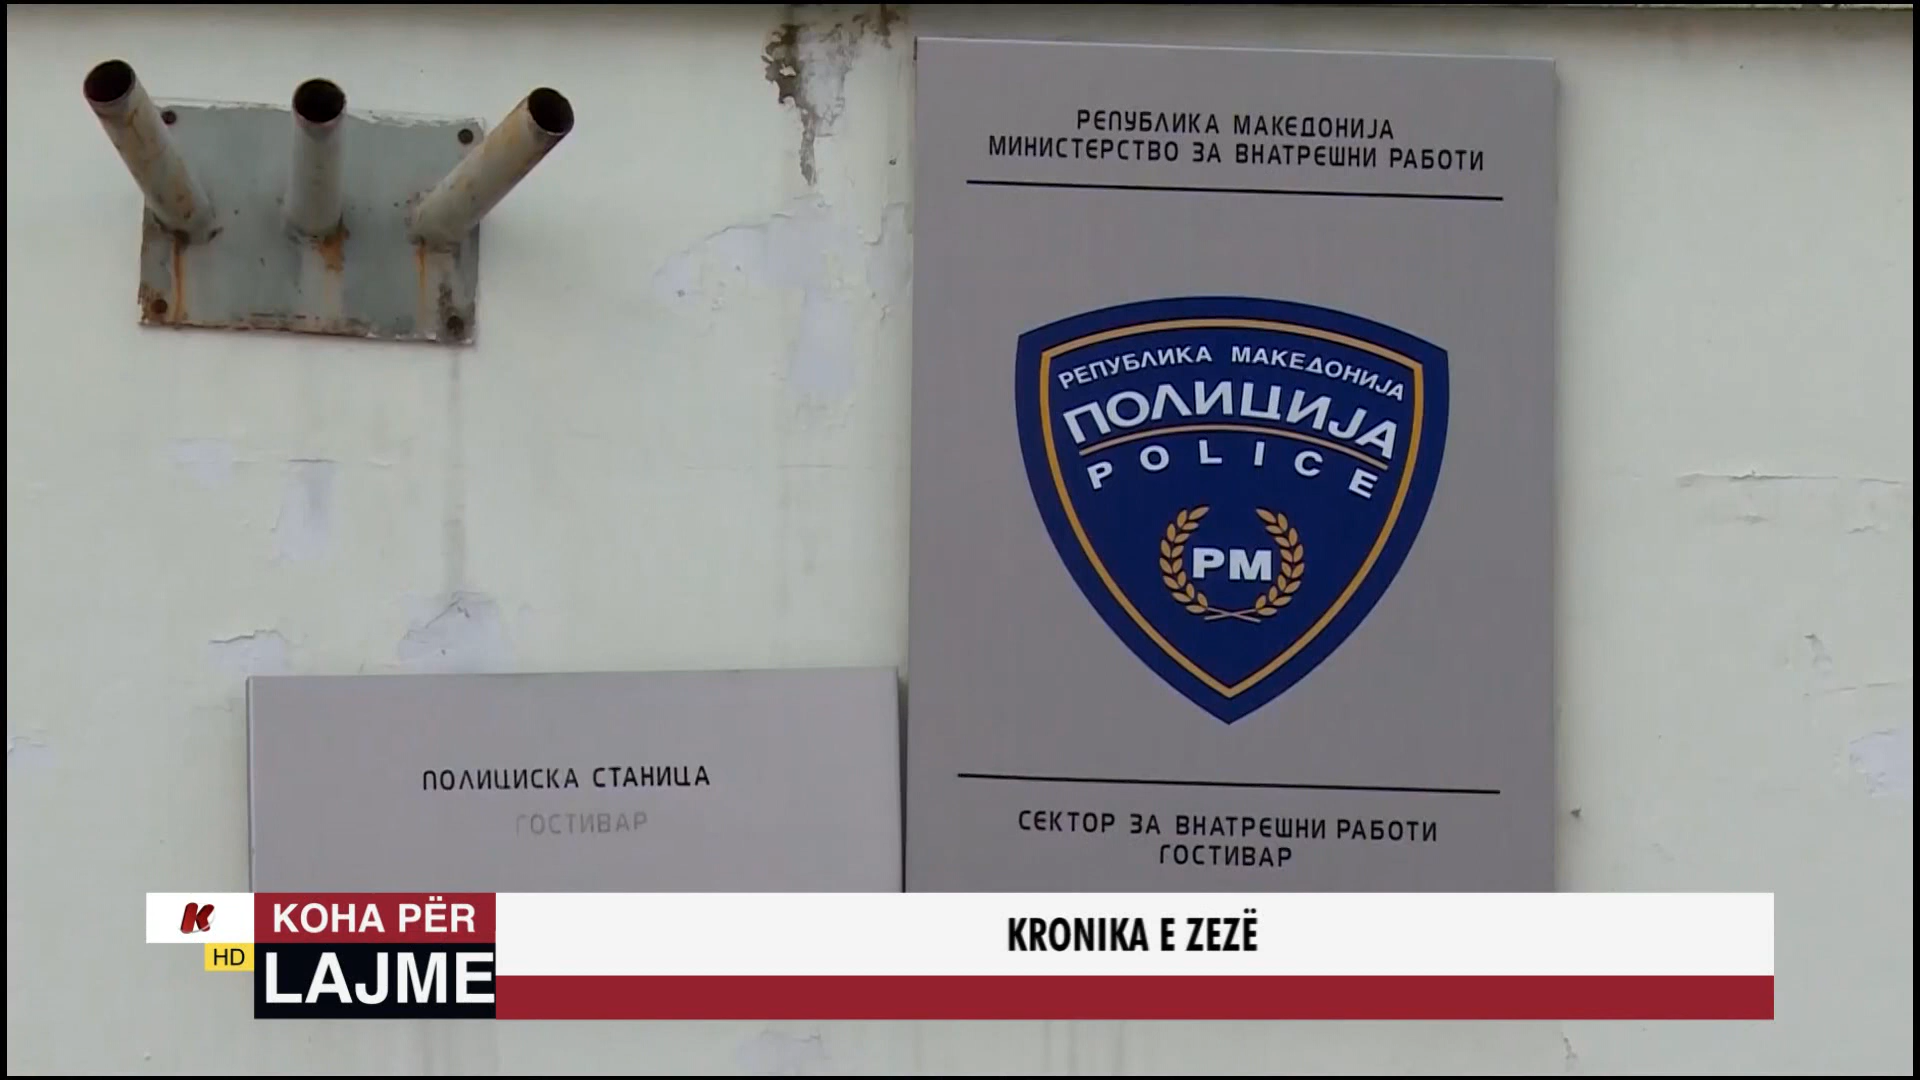 РЕПУБЛИКА МАКЕДОНИЈА
МИНИСТЕРСТВО ЗА ВНАТРЕШНИ РАБОТИ
РЕПУБЛИКА МАКЕДОНИЈА
ПОЛИЦИЈА
POLICE
РМ
СЕКТОР ЗА ВНАТРЕШНИ РАБОТИ
ГОСТИВАР
ПОЛИЦИСКА СТАНИЦА
ГОСТИВАР
K
HD
KOHA PËR
LAJME
KRONIKA E ZEZË